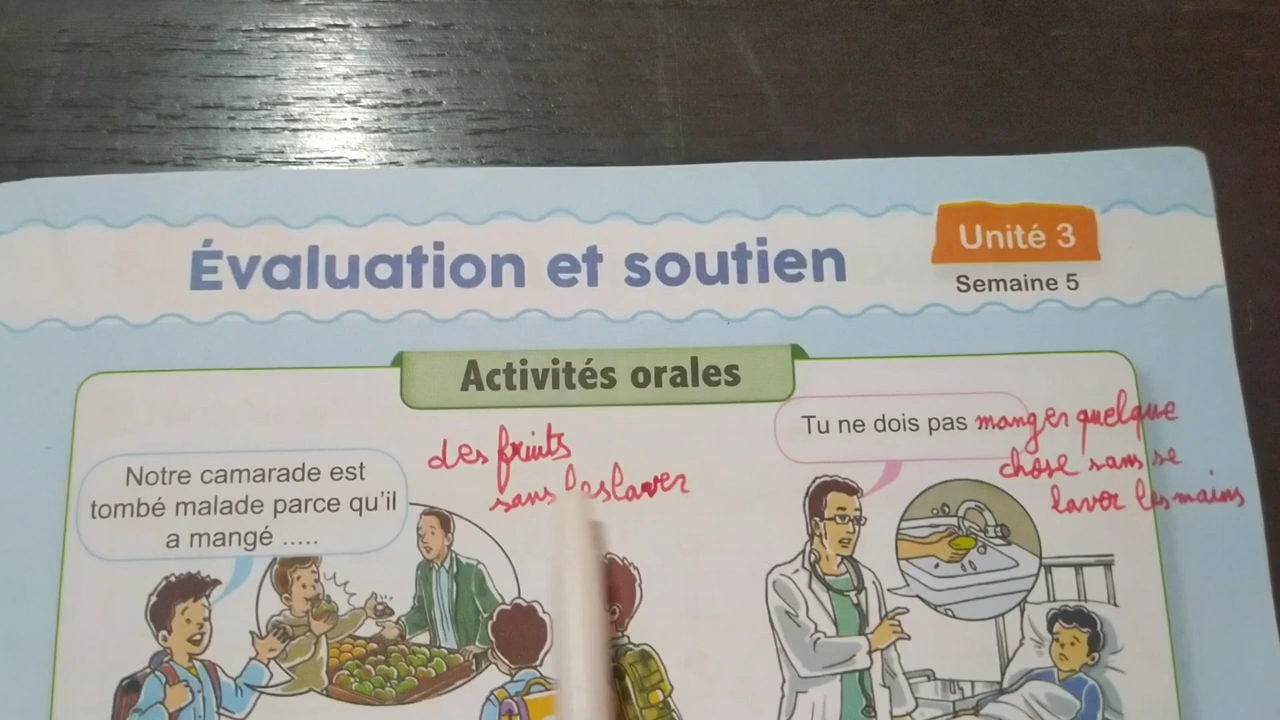 Évaluation et soutien
Unité 3
Semaine 5
Activités orales
Notre camarade est
tombé malade parce qu'il
a mangé .....
des fruits
sans les laver
Tu ne dois pas manger quelque
chose sans se
laver les mains